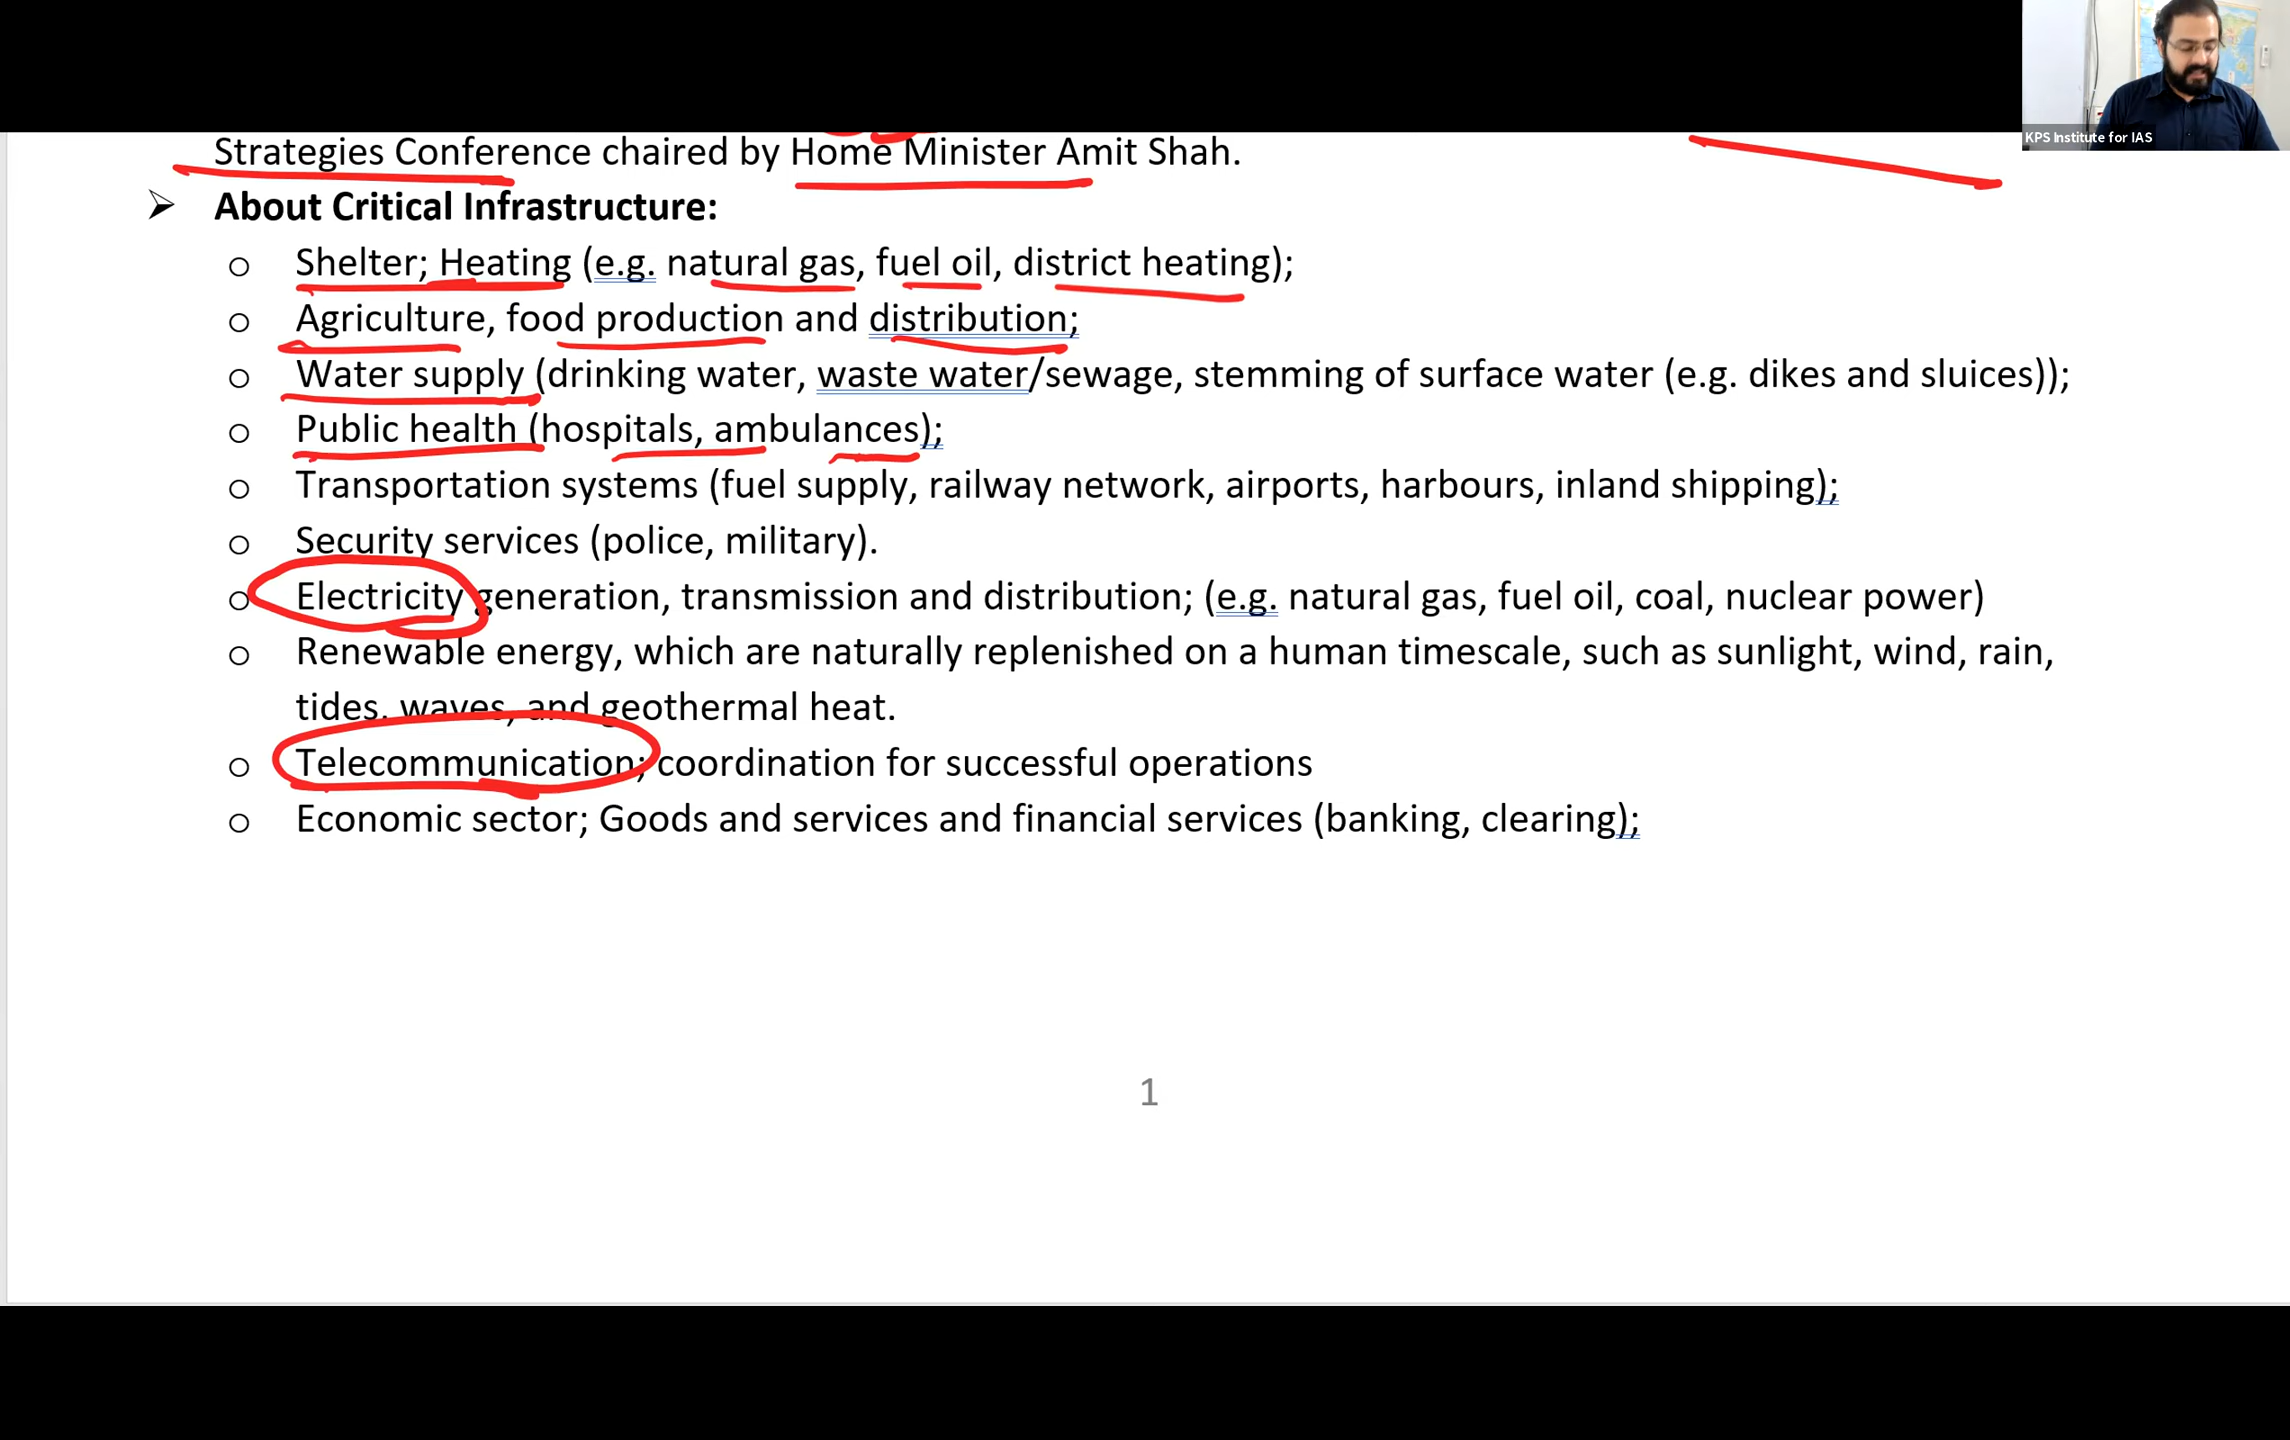 KPS Institute for IAS
Strategies Conference chaired by Home Minister Amit Shah.
➢ About Critical Infrastructure:
o Shelter; Heating (e.g. natural gas, fuel oil, district heating);
o Agriculture, food production and distribution;
o Water supply (drinking water, waste water/sewage, stemming of surface water (e.g. dikes and sluices));
o Public health (hospitals, ambulances);
o Transportation systems (fuel supply, railway network, airports, harbours, inland shipping);
o Security services (police, military).
o Electricity generation, transmission and distribution; (e.g. natural gas, fuel oil, coal, nuclear power)
o Renewable energy, which are naturally replenished on a human timescale, such as sunlight, wind, rain,
tides, waves, and geothermal heat.
o Telecommunication; coordination for successful operations
o Economic sector; Goods and services and financial services (banking, clearing);
1